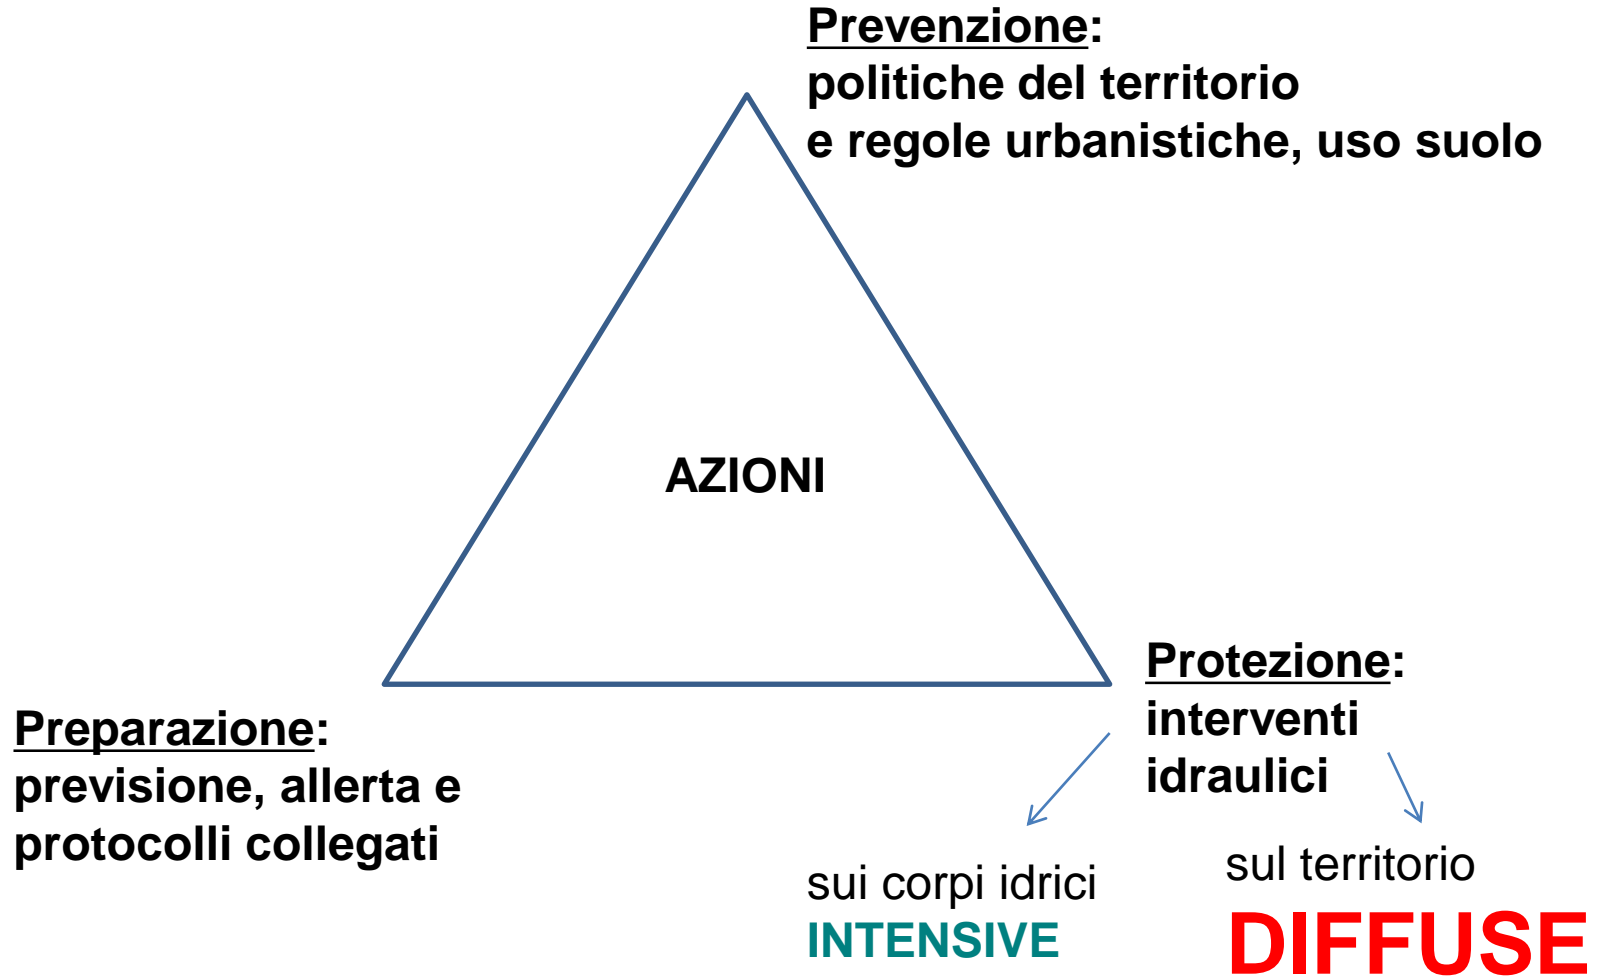 Prevenzione:
politiche del territorio
e regole urbanistiche, uso suolo
AZIONI
Preparazione:
previsione, allerta e
protocolli collegati
Protezione:
interventi
idraulici
sui corpi idrici
INTENSIVE
sul territorio
DIFFUSE